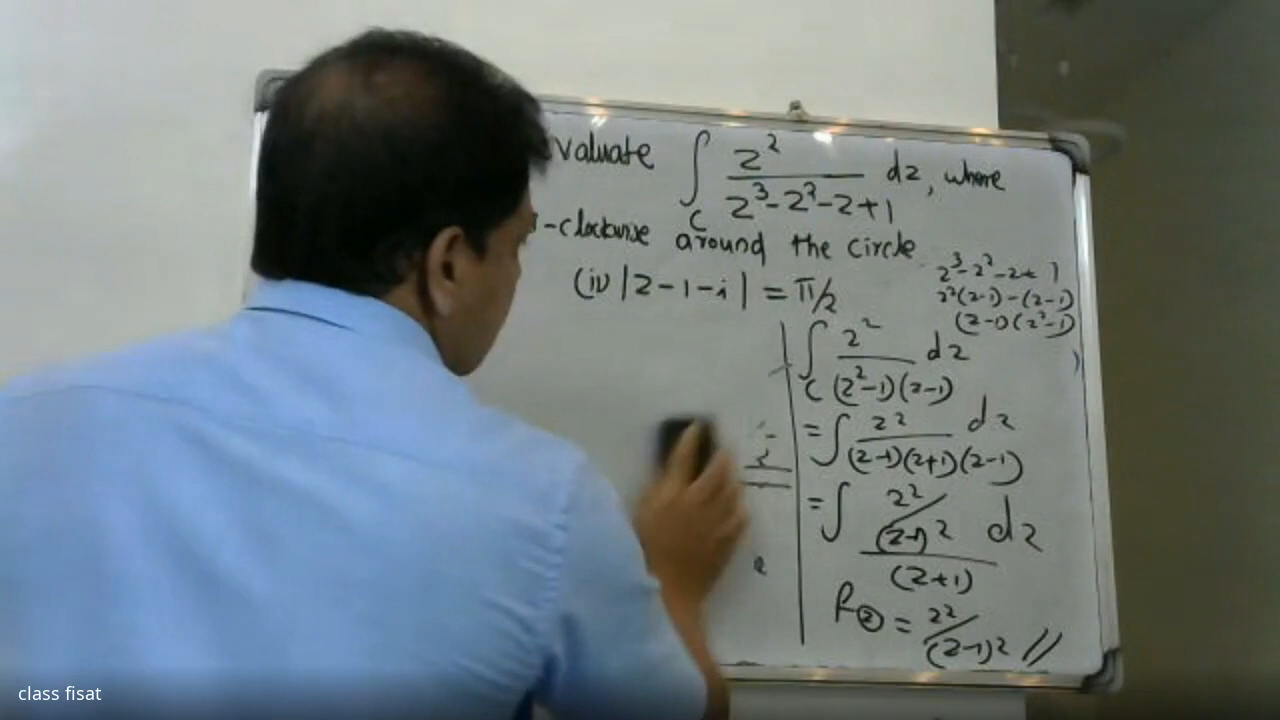 valuate ∫_C z²/(z³-z²-z+1) dz, where
-clockwise around the circle
(iv) |z-1-i| = π/2
z³-z²-z+1
z²(z-1)-(z-1)
(z-1)(z²-1)
∫_C z²/((z²-1)(z-1)) dz
=∫ z²/((z-1)(z+1)(z-1)) dz
=∫ (z²/(z-1)²)/(z+1) dz
f(z) = z²/(z-1)² //
class fisat